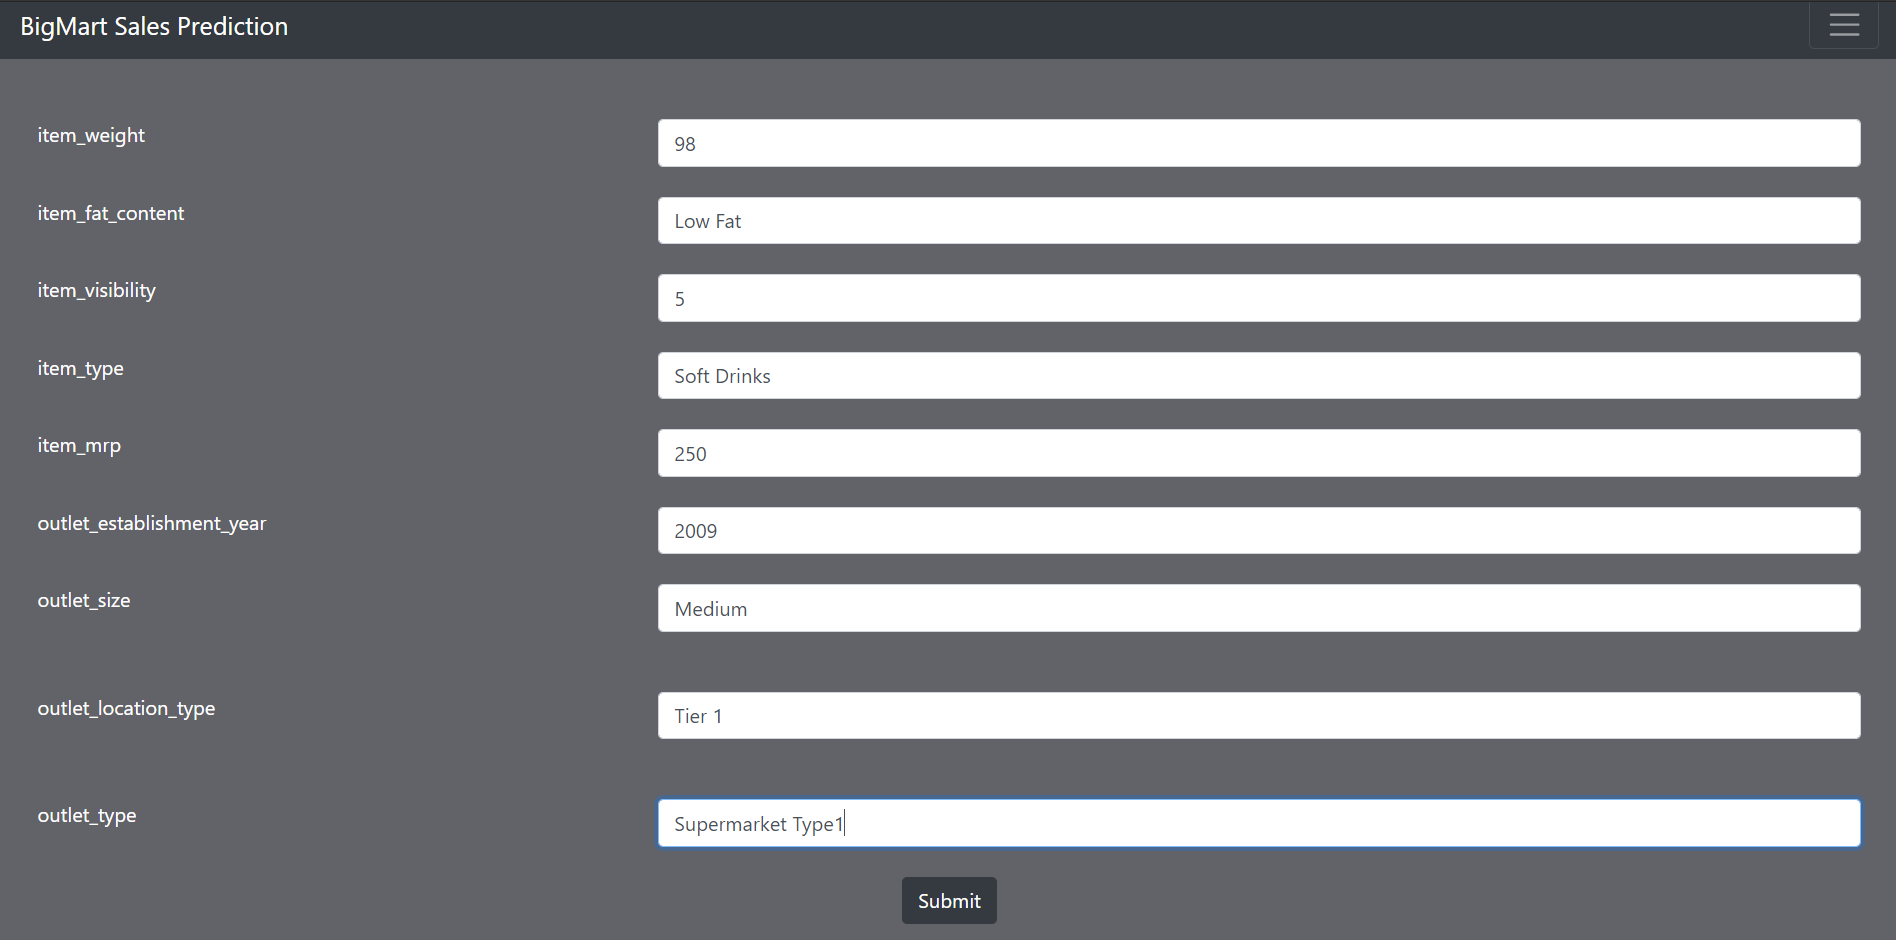 BigMart Sales Prediction
item_weight
98
item_fat_content
Low Fat
item_visibility
5
item_type
Soft Drinks
item_mrp
250
outlet_establishment_year
2009
outlet_size
Medium
outlet_location_type
Tier 1
outlet_type
Supermarket Type1
Submit